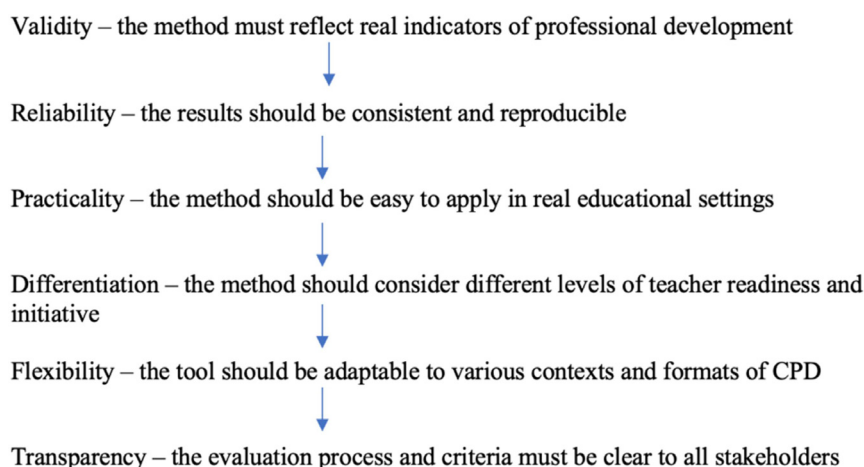 Validity – the method must reflect real indicators of professional development
Reliability – the results should be consistent and reproducible
Practicality – the method should be easy to apply in real educational settings
Differentiation – the method should consider different levels of teacher readiness and
initiative
Flexibility – the tool should be adaptable to various contexts and formats of CPD
Transparency – the evaluation process and criteria must be clear to all stakeholders